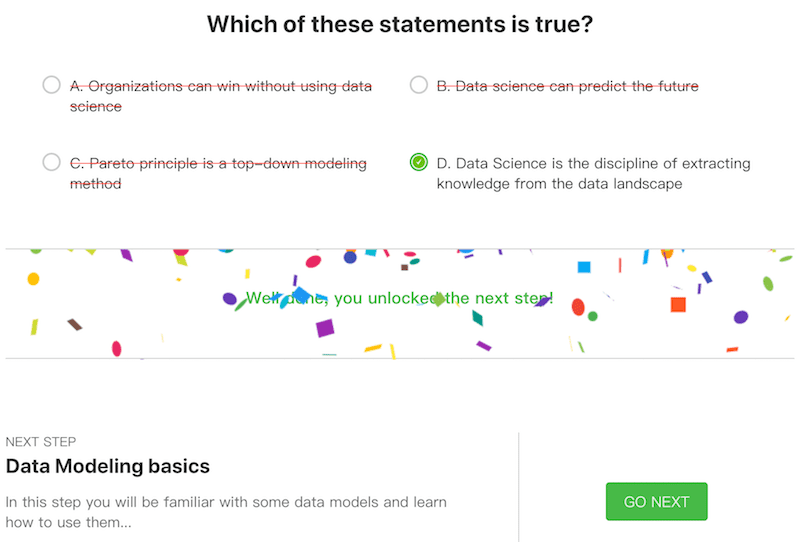 Which of these statements is true?
A. Organizations can win without using data
science
B. Data science can predict the future
C. Pareto principle is a top-down modeling
method
D. Data Science is the discipline of extracting
knowledge from the data landscape
Well done, you unlocked the next step!
NEXT STEP
Data Modeling basics
In this step you will be familiar with some data models and learn
how to use them...
GO NEXT